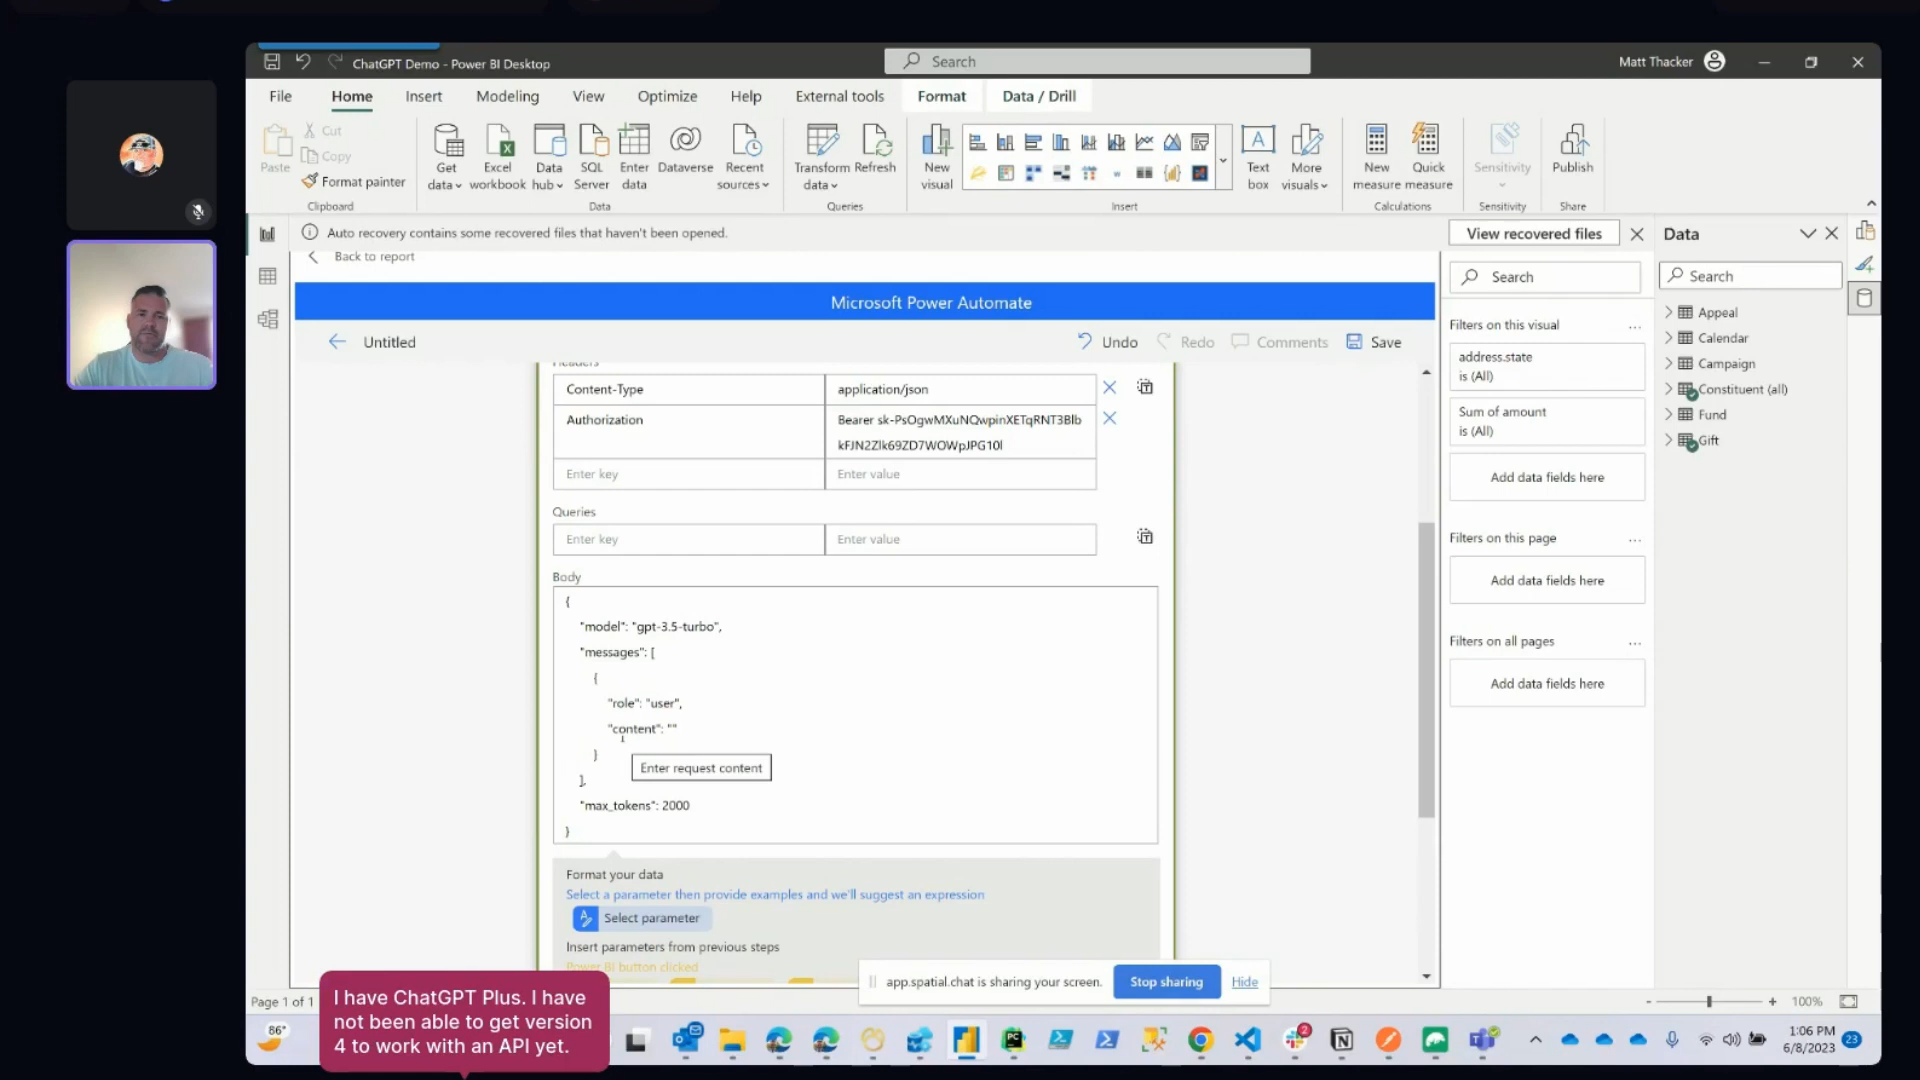 ChatGPT Demo - Power BI Desktop
Search
Matt Thacker
File
Home
Insert
Modeling
View
Optimize
Help
External tools
Format
Data / Drill
Paste
Cut
Copy
Format painter
Get data
Excel workbook
Data hub
SQL Server
Enter data
Dataverse
Recent sources
Transform data
Refresh
New visual
Text box
More visuals
New measure
Quick measure
Sensitivity
Publish
Clipboard
Data
Queries
Insert
Calculations
Sensitivity
Share
Auto recovery contains some recovered files that haven't been opened.
View recovered files
Back to report
Microsoft Power Automate
Untitled
Undo
Redo
Comments
Save
Headers
Content-Type
application/json
Authorization
Bearer sk-PsOgwMXuNQwpinXETqRNT3Blb
kFJN2Zlk69ZD7WOWpJPG10l
Enter key
Enter value
Queries
Enter key
Enter value
Body
{
"model": "gpt-3.5-turbo",
"messages": [
{
"role": "user",
"content": ""
}
Enter request content
],
"max_tokens": 2000
}
Format your data
Select a parameter then provide examples and we'll suggest an expression
Select parameter
Insert parameters from previous steps
Power BI button clicked
Search
Filters on this visual
...
address.state
is (All)
Sum of amount
is (All)
Add data fields here
Filters on this page
...
Add data fields here
Filters on all pages
...
Add data fields here
Data
Search
Appeal
Calendar
Campaign
Constituent (all)
Fund
Gift
app.spatial.chat is sharing your screen.
Stop sharing
Hide
Page 1 of 1
- + 100%
86°
I have ChatGPT Plus. I have
not been able to get version
4 to work with an API yet.
2
1:06 PM
6/8/2023
23